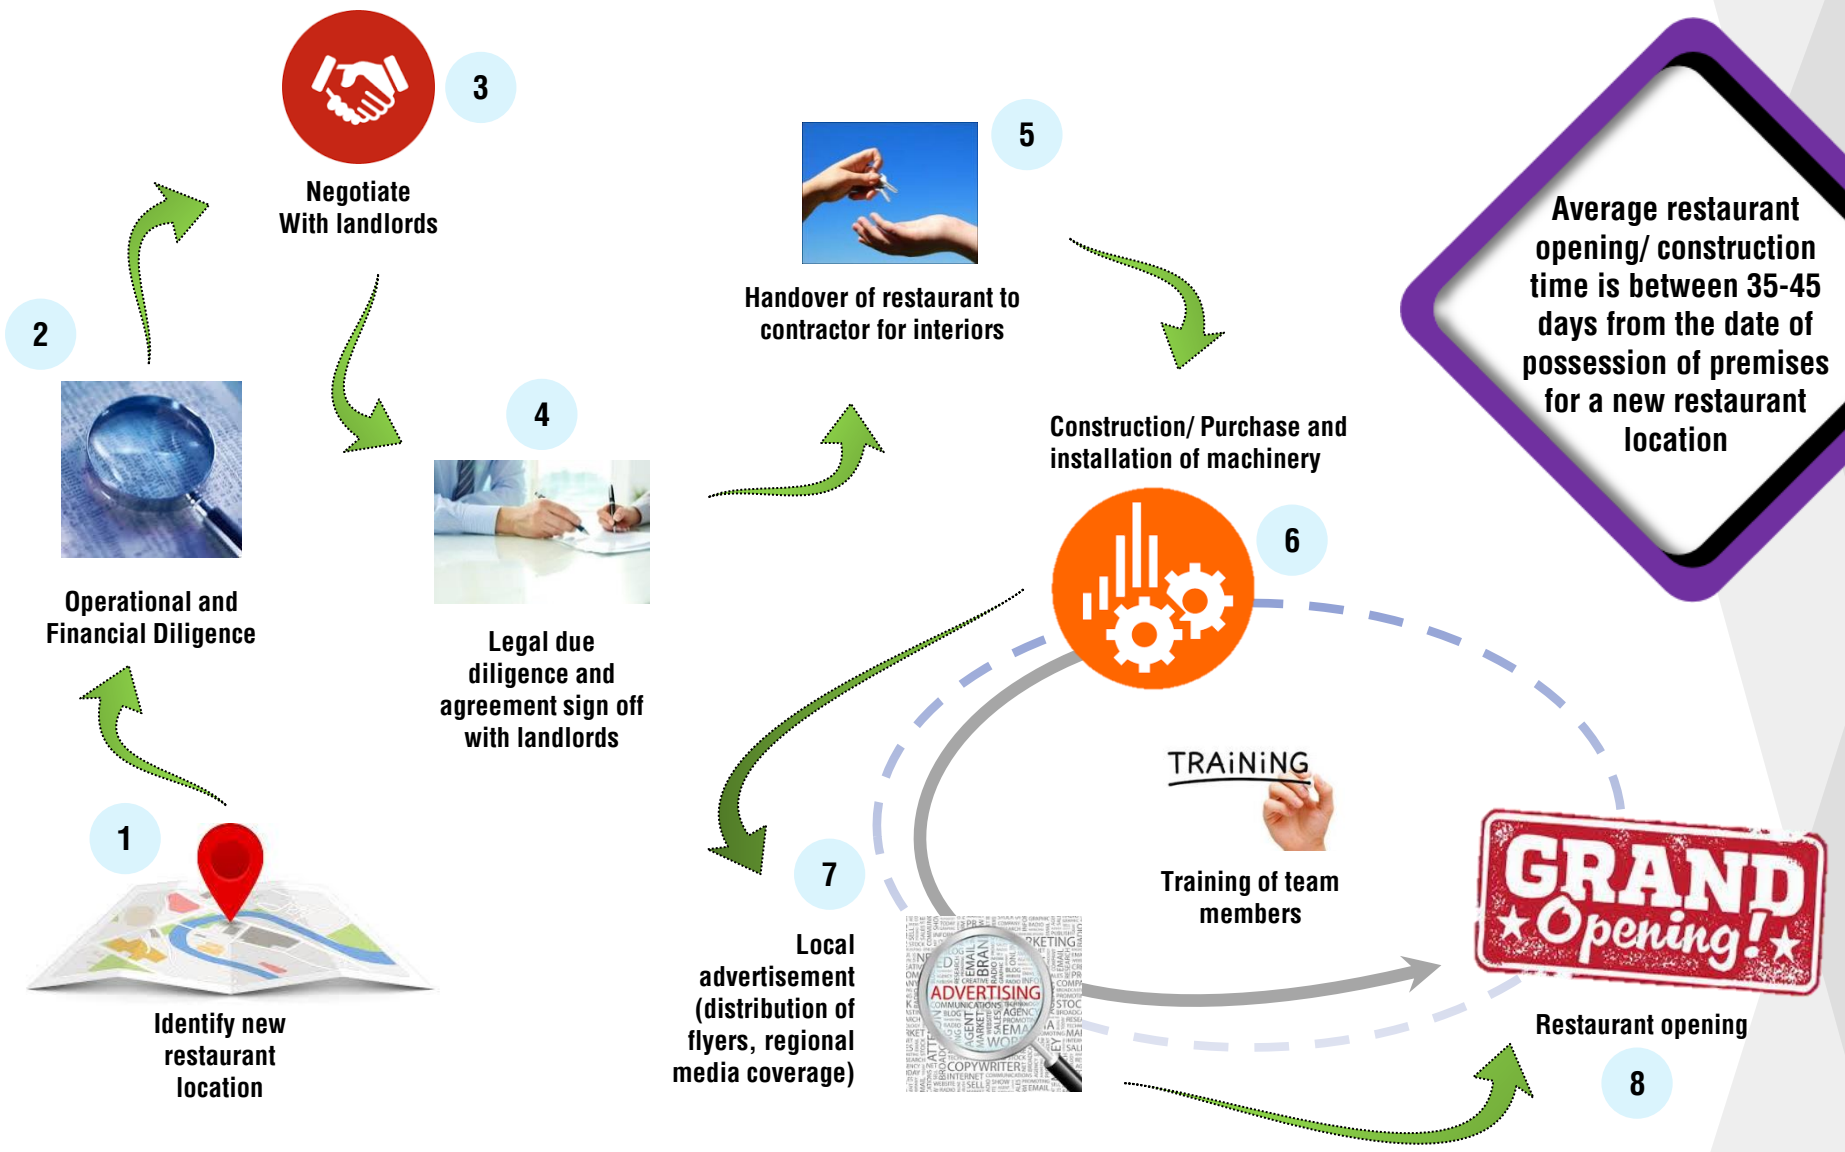 3
Negotiate
With landlords
2
Operational and
Financial Diligence
1
Identify new
restaurant
location
4
Legal due
diligence and
agreement sign off
with landlords
5
Handover of restaurant to
contractor for interiors
Construction/ Purchase and
installation of machinery
6
TRAiNiNG
Training of team
members
7
Local
advertisement
(distribution of
flyers, regional
media coverage)
ADVERTISING
COPYWRITER
GRAND
Opening!
Restaurant opening
8
Average restaurant
opening/ construction
time is between 35-45
days from the date of
possession of premises
for a new restaurant
location